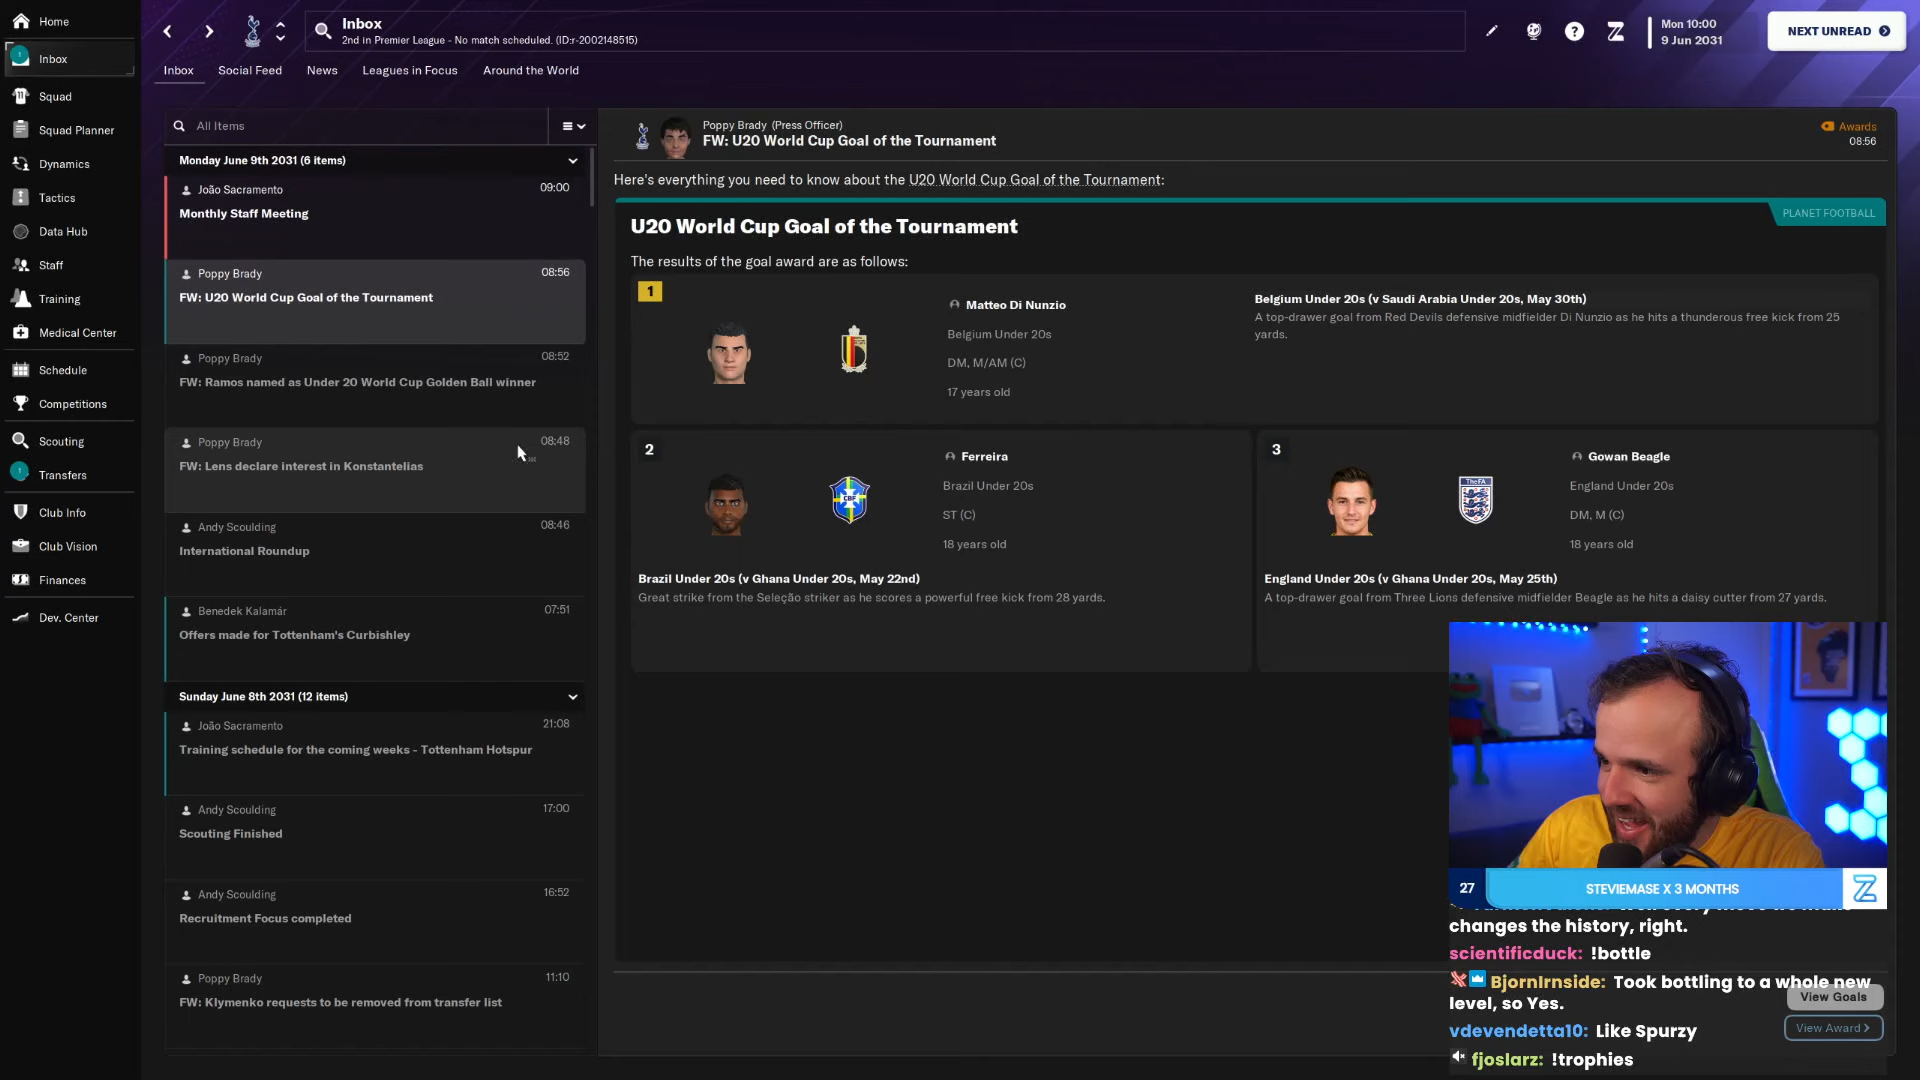 Home
Inbox
Squad
Squad Planner
Dynamics
Tactics
Data Hub
Staff
Training
Medical Center
Schedule
Competitions
Scouting
Transfers
Club Info
Club Vision
Finances
Dev. Center
Inbox
2nd in Premier League - No match scheduled. (ID:r-2002148515)
Mon 10:00
9 Jun 2031
NEXT UNREAD
Inbox
Social Feed
News
Leagues in Focus
Around the World
All Items
Monday June 9th 2031 (6 items)
João Sacramento 09:00
Monthly Staff Meeting
Poppy Brady 08:56
FW: U20 World Cup Goal of the Tournament
Poppy Brady 08:52
FW: Ramos named as Under 20 World Cup Golden Ball winner
Poppy Brady 08:48
FW: Lens declare interest in Konstantelias
Andy Scoulding 08:46
International Roundup
Benedek Kalamár 07:51
Offers made for Tottenham's Curbishley
Sunday June 8th 2031 (12 items)
João Sacramento 21:08
Training schedule for the coming weeks - Tottenham Hotspur
Andy Scoulding 17:00
Scouting Finished
Andy Scoulding 16:52
Recruitment Focus completed
Poppy Brady 11:10
FW: Klymenko requests to be removed from transfer list
Poppy Brady (Press Officer)
FW: U20 World Cup Goal of the Tournament
Awards
08:56
Here's everything you need to know about the U20 World Cup Goal of the Tournament:
PLANET FOOTBALL
U20 World Cup Goal of the Tournament
The results of the goal award are as follows:
1
Matteo Di Nunzio
Belgium Under 20s
DM, M/AM (C)
17 years old
Belgium Under 20s (v Saudi Arabia Under 20s, May 30th)
A top-drawer goal from Red Devils defensive midfielder Di Nunzio as he hits a thunderous free kick from 25
yards.
2
Ferreira
Brazil Under 20s
ST (C)
18 years old
Brazil Under 20s (v Ghana Under 20s, May 22nd)
Great strike from the Seleção striker as he scores a powerful free kick from 28 yards.
3
Gowan Beagle
England Under 20s
DM, M (C)
18 years old
England Under 20s (v Ghana Under 20s, May 25th)
A top-drawer goal from Three Lions defensive midfielder Beagle as he hits a daisy cutter from 27 yards.
27
STEVIEMASE X 3 MONTHS
changes the history, right.
scientificduck: !bottle
BjornIrnside: Took bottling to a whole new
level, so Yes.
vdevendetta10: Like Spurzy
fjoslarz: !trophies
View Goals
View Award >